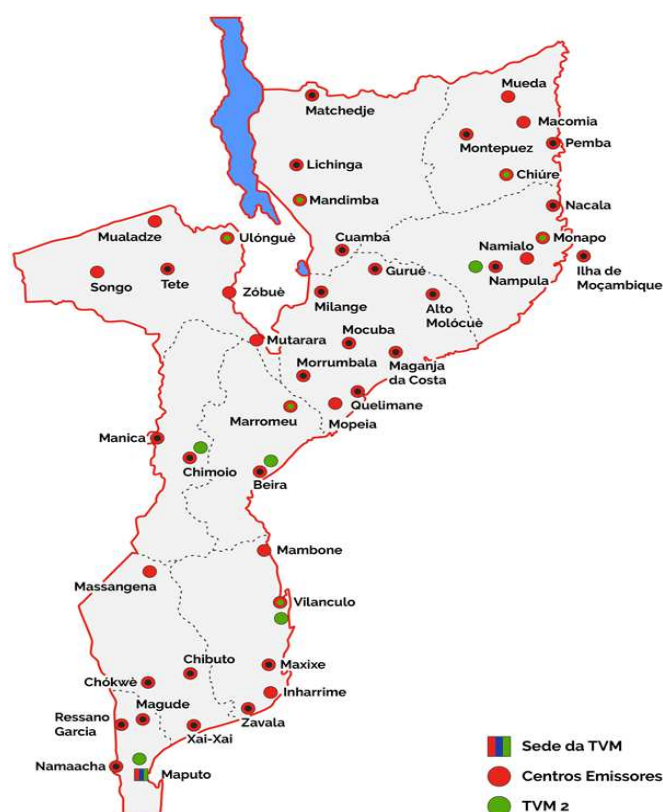 Mueda
Matchedje
Macomia
Montepuez
Pemba
Lichinga
Chiúre
Mandimba
Nacala
Mualadze
Ulónguè
Cuamba
Namialo
Monapo
Songo
Tete
Zóbuè
Gurué
Nampula
Ilha de
Moçambique
Milange
Alto
Molócuè
Mocuba
Mutarara
Morrumbala
Maganja
da Costa
Quelimane
Marromeu
Mopeia
Manica
Chimoio
Beira
Mambone
Massangena
Vilanculo
Chibuto
Maxixe
Chókwè
Inharrime
Magude
Zavala
Ressano
Garcia
Xai-Xai
Namaacha
Maputo
Sede da TVM
Centros Emissores
TVM 2